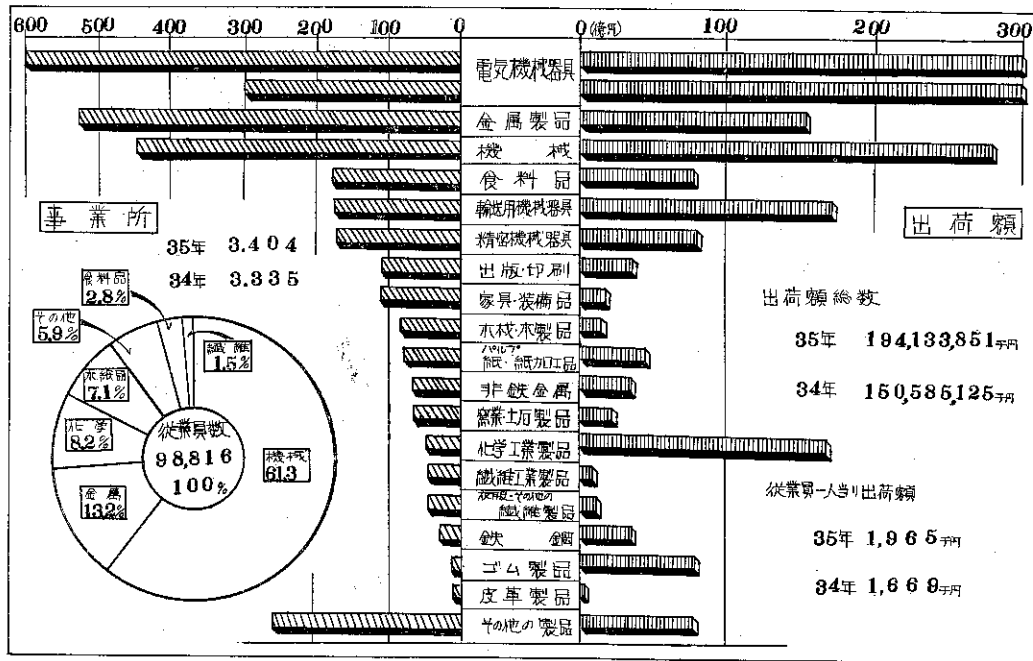 600 500 400 300 200 100 0
0 (億円) 100 200 300
電気機械器具
金属製品
機械
食料品
輸送用機械器具
精密機械器具
出版・印刷
家具・装備品
木材・木製品
パルプ
紙・紙加工品
非鉄金属
窯業土石製品
化学工業製品
繊維工業製品
衣服・その他の
繊維製品
鉄鋼
ゴム製品
皮革製品
その他の製品
事業所
35年 3.404
34年 3.335
食料品
2.8%
その他
5.9%
繊維
1.5%
7.1%
化学
8.2%
金属
13.2%
機械
61.3
従業員数
98,816
100%
出荷額
出荷額総数
35年 194,133,851千円
34年 150,585,125千円
従業員一人当り出荷額
35年 1,965千円
34年 1,669千円